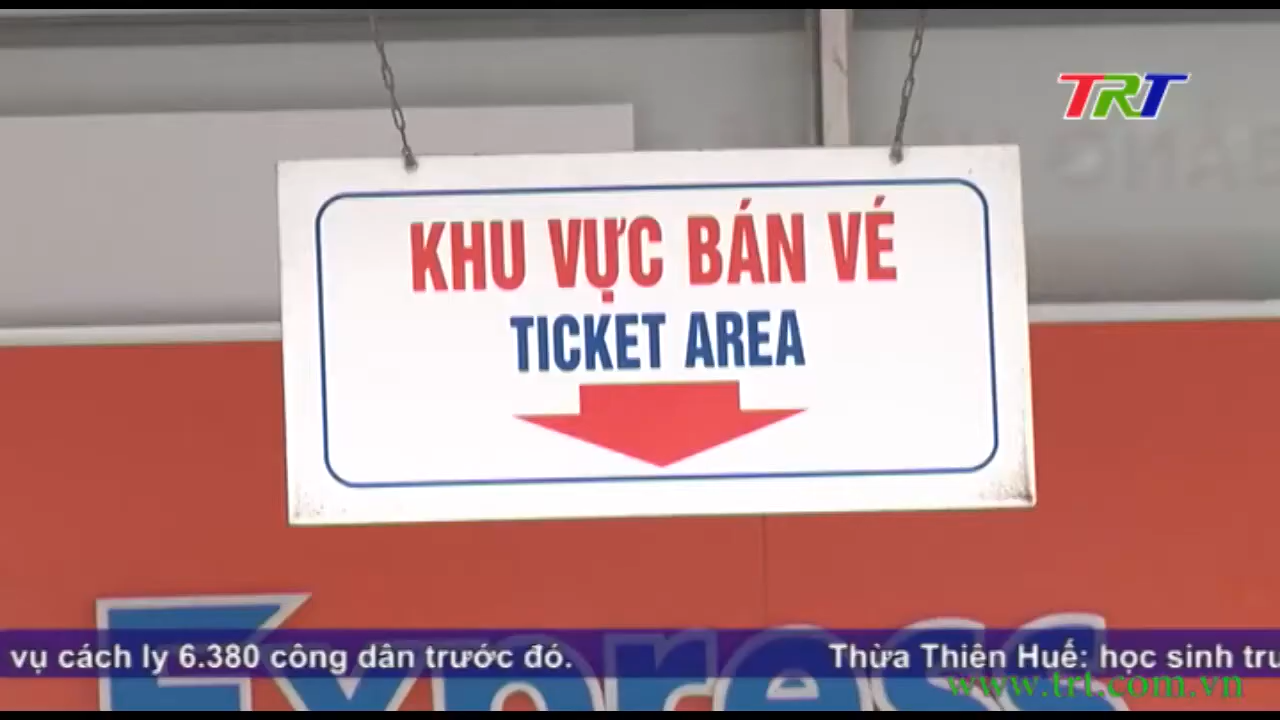 TRT
KHU VỰC BÁN VÉ
TICKET AREA
Express
vụ cách ly 6.380 công dân trước đó. Thừa Thiên Huế: học sinh tru
www.trt.com.vn